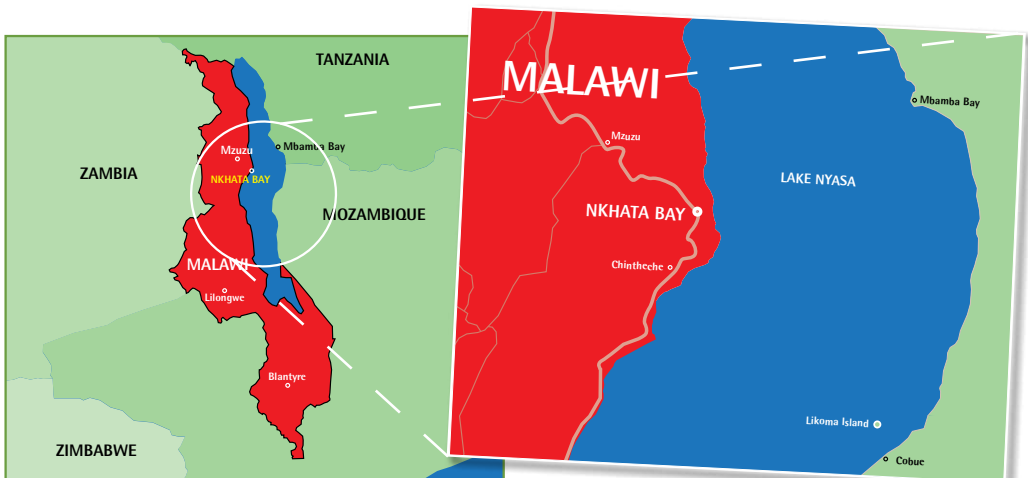 TANZANIA
Mbamba Bay
ZAMBIA
Mzuzu
NKHATA BAY
MOZAMBIQUE
MALAWI
Lilongwe
Blantyre
ZIMBABWE
MALAWI
Mbamba Bay
Mzuzu
LAKE NYASA
NKHATA BAY
Chintheche
Likoma Island
Cobue